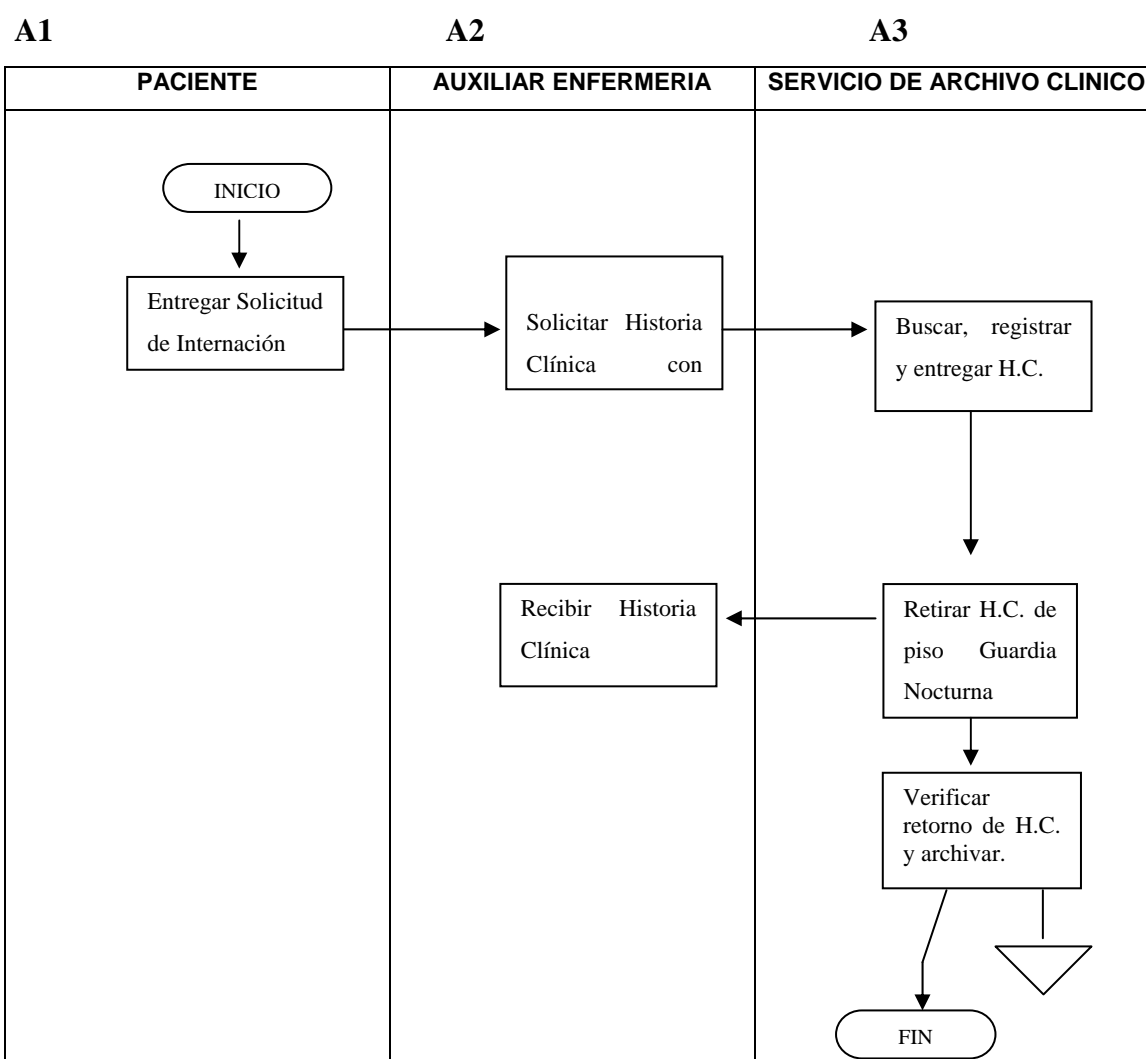 A1 A2 A3
PACIENTE AUXILIAR ENFERMERIA SERVICIO DE ARCHIVO CLINICO
INICIO
Entregar Solicitud
de Internación
Solicitar Historia
Clínica con
Buscar, registrar
y entregar H.C.
Recibir Historia
Clínica
Retirar H.C. de
piso Guardia
Nocturna
Verificar
retorno de H.C.
y archivar.
FIN